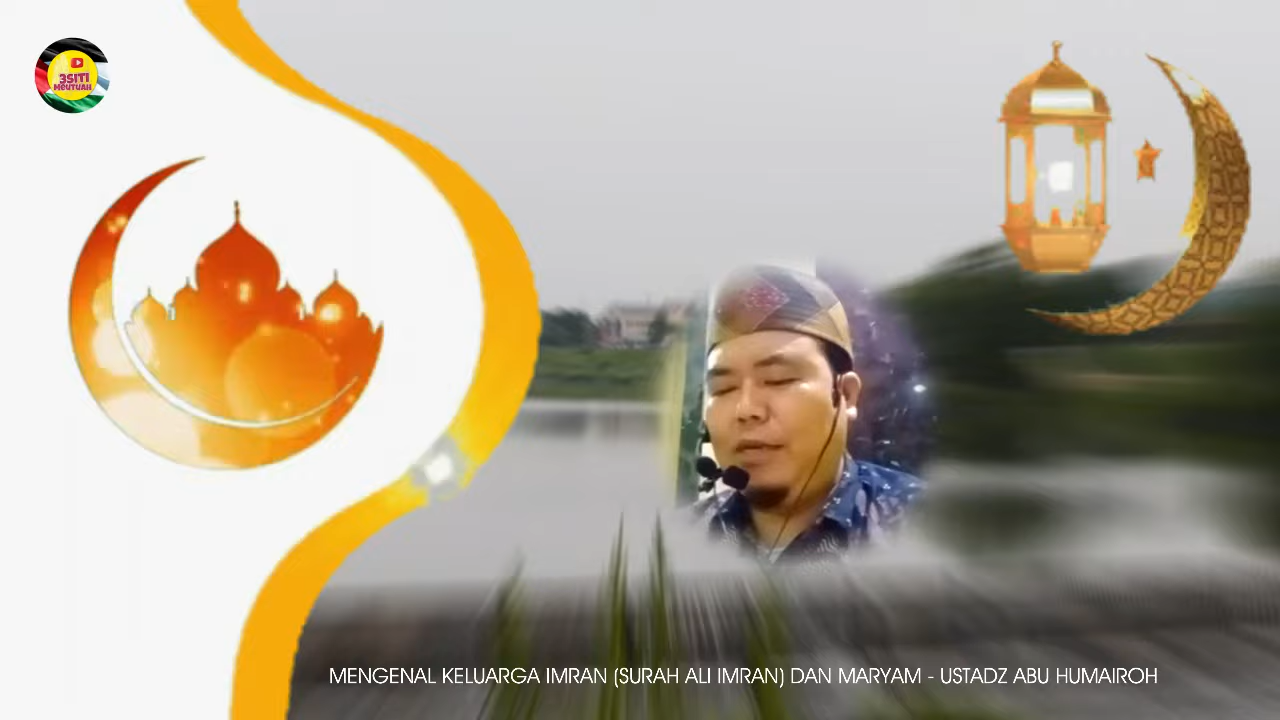 3SITI
MEUTUAH
MENGENAL KELUARGA IMRAN (SURAH ALI IMRAN) DAN MARYAM - USTADZ ABU HUMAIROH